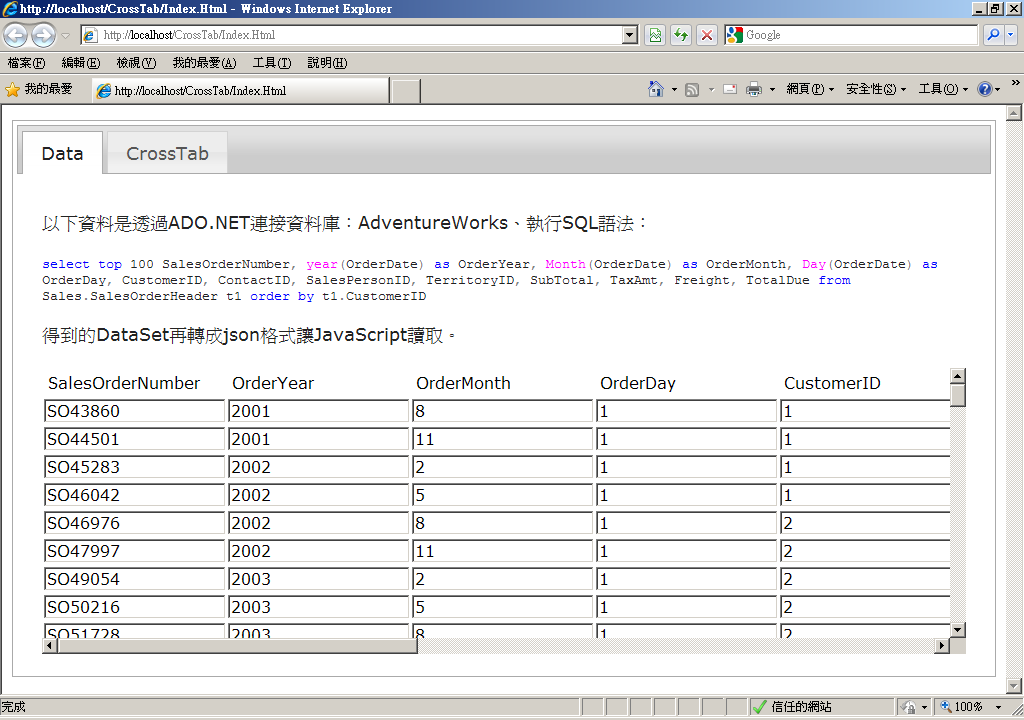 http://localhost/CrossTab/Index.Html - Windows Internet Explorer
http://localhost/CrossTab/Index.Html Google
檔案(F) 編輯(E) 檢視(V) 我的最愛(A) 工具(T) 說明(H)
我的最愛 http://localhost/CrossTab/Index.Html 網頁(P) 安全性(S) 工具(O) »
Data CrossTab
以下資料是透過ADO.NET連接資料庫：AdventureWorks、執行SQL語法：
select top 100 SalesOrderNumber, year(OrderDate) as OrderYear, Month(OrderDate) as OrderMonth, Day(OrderDate) as
OrderDay, CustomerID, ContactID, SalesPersonID, TerritoryID, SubTotal, TaxAmt, Freight, TotalDue from
Sales.SalesOrderHeader t1 order by t1.CustomerID
得到的DataSet再轉成json格式讓JavaScript讀取。
SalesOrderNumber OrderYear OrderMonth OrderDay CustomerID
SO43860 2001 8 1 1
SO44501 2001 11 1 1
SO45283 2002 2 1 1
SO46042 2002 5 1 1
SO46976 2002 8 1 2
SO47997 2002 11 1 2
SO49054 2003 2 1 2
SO50216 2003 5 1 2
SO51728 2003 8 1 2
完成 信任的網站 100%